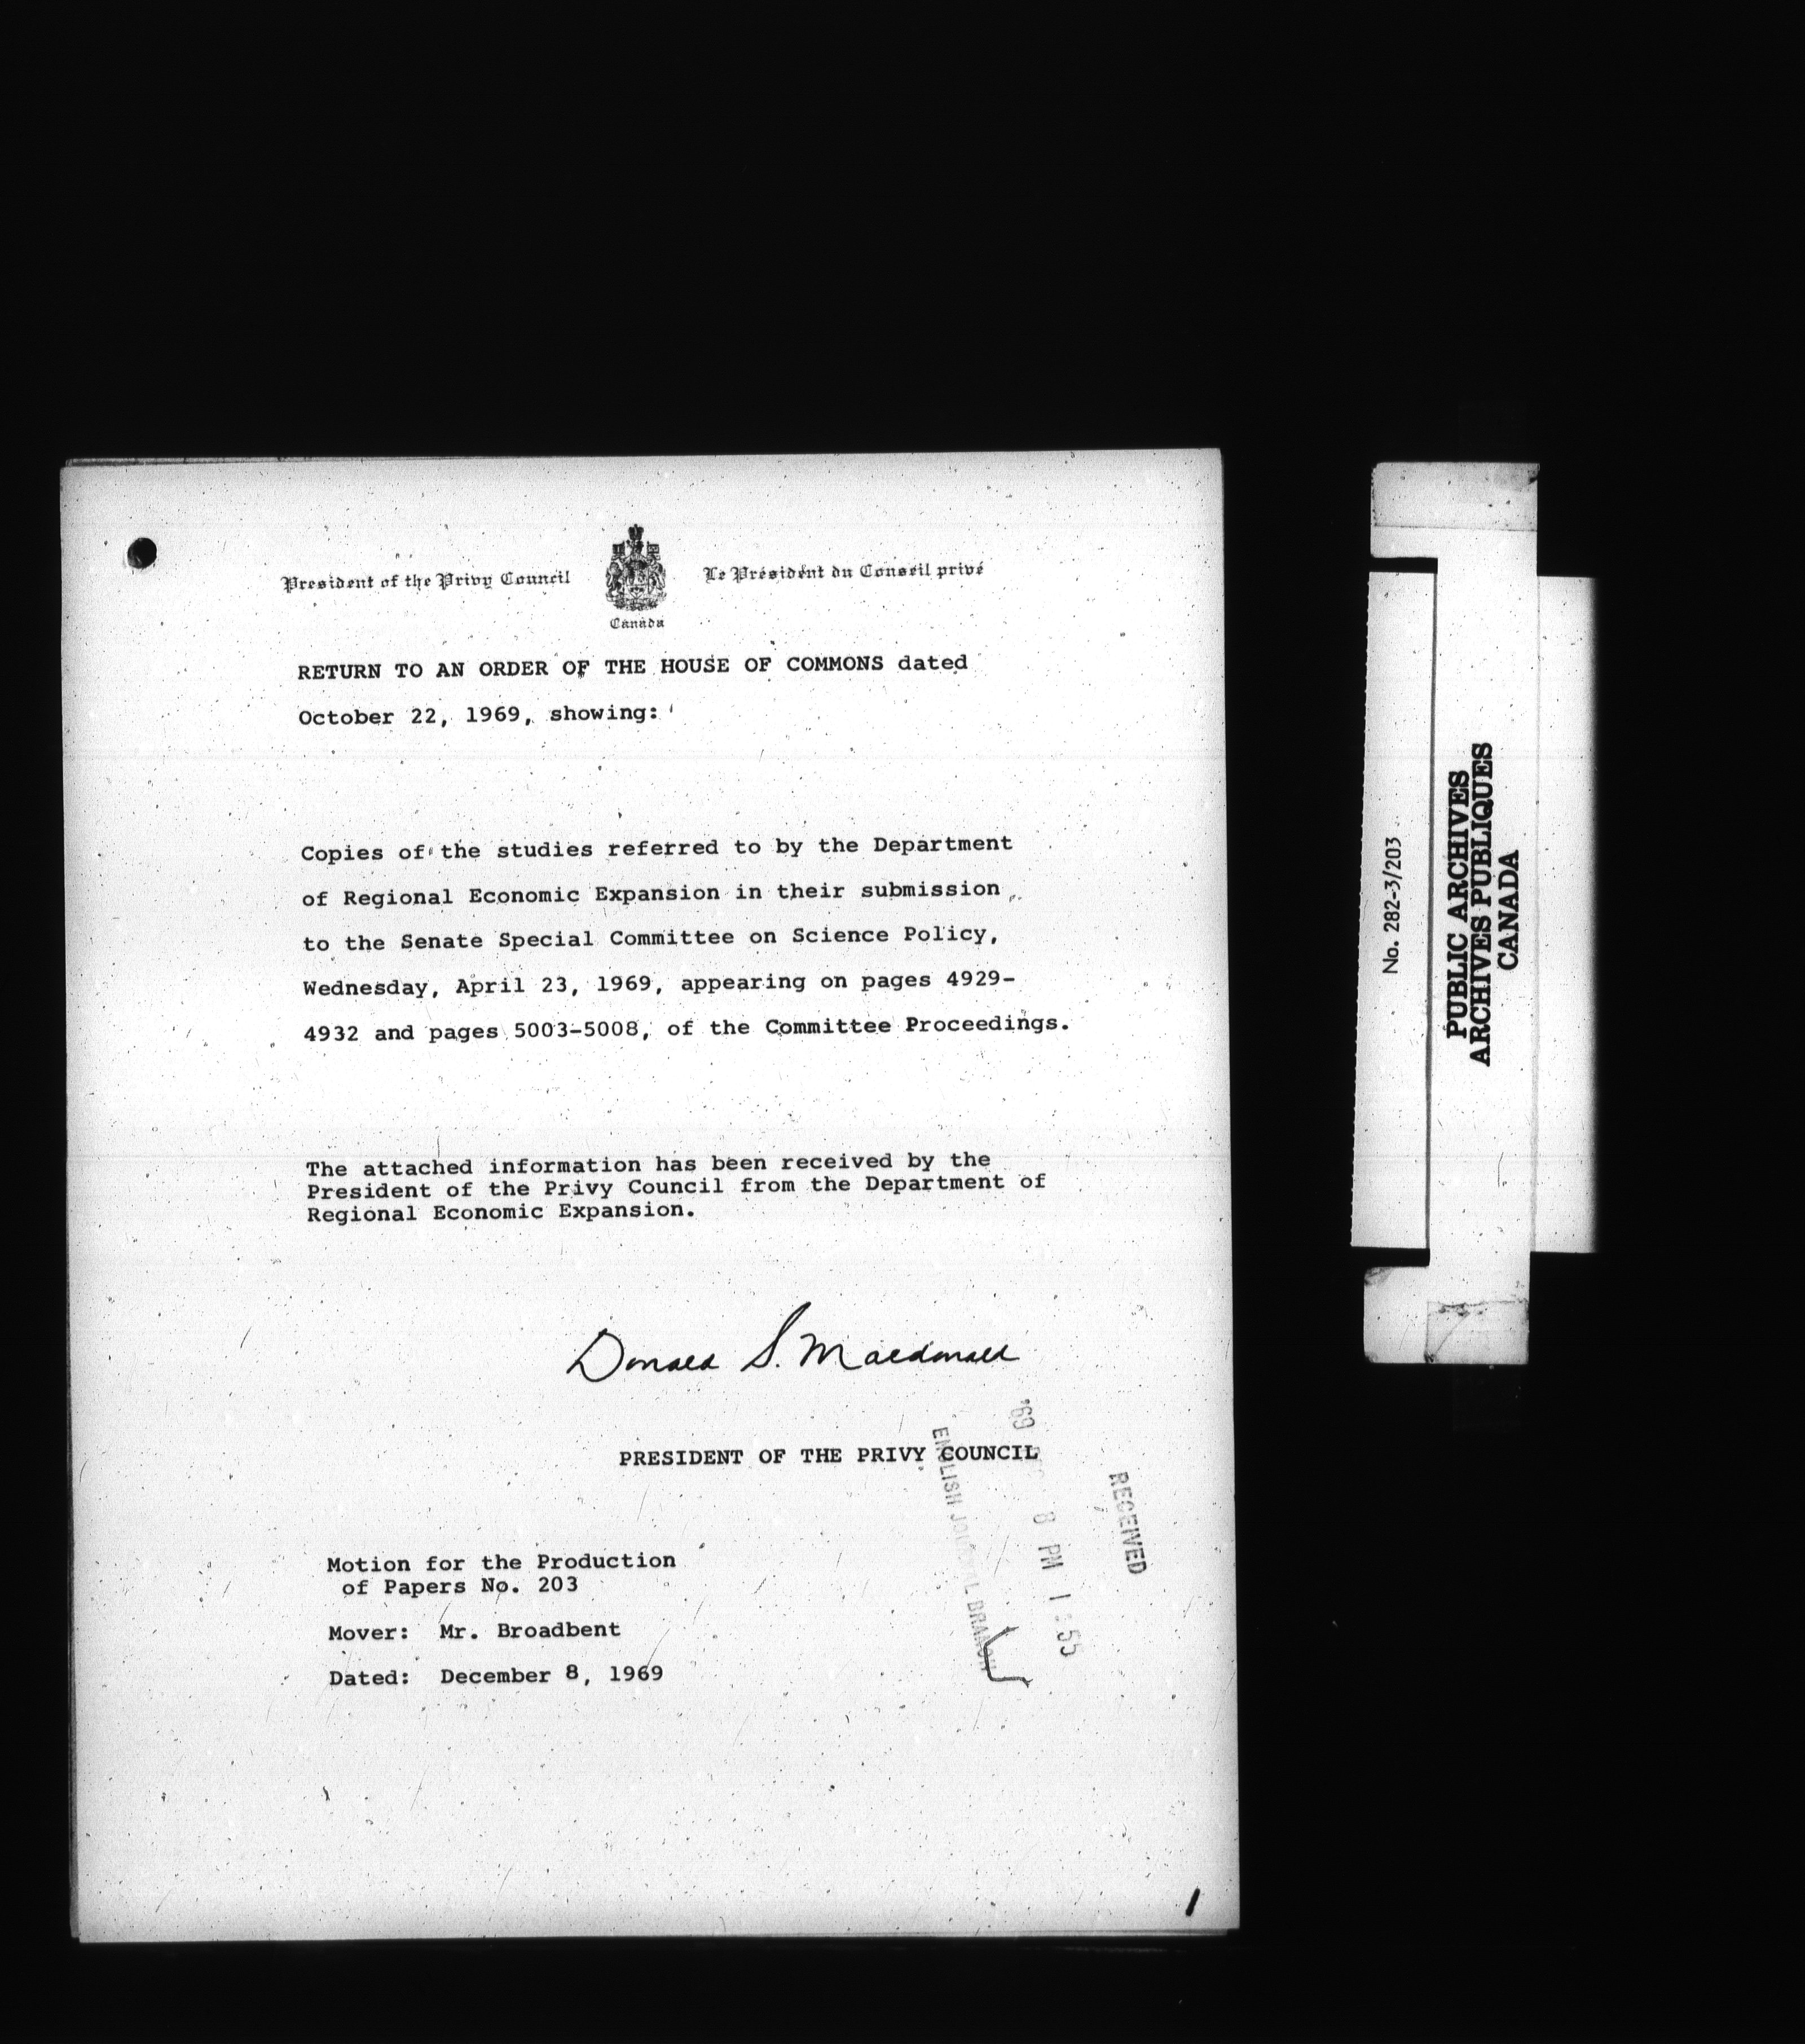 President of the Privy Council
Le Président du Conseil privé
Canada
RETURN TO AN ORDER OF THE HOUSE OF COMMONS dated
October 22, 1969, showing:
Copies of the studies referred to by the Department
of Regional Economic Expansion in their submission
to the Senate Special Committee on Science Policy,
Wednesday, April 23, 1969, appearing on pages 4929-
4932 and pages 5003-5008, of the Committee Proceedings.
The attached information has been received by the
President of the Privy Council from the Department of
Regional Economic Expansion.
Donald S. Macdonald
PRESIDENT OF THE PRIVY COUNCIL
RECEIVED
'69 8 PM 1:55
ENGLISH JOURNAL BRANCH
Motion for the Production
of Papers No. 203
Mover: Mr. Broadbent
Dated: December 8, 1969
1
No. 282-3/203
PUBLIC ARCHIVES
ARCHIVES PUBLIQUES
CANADA